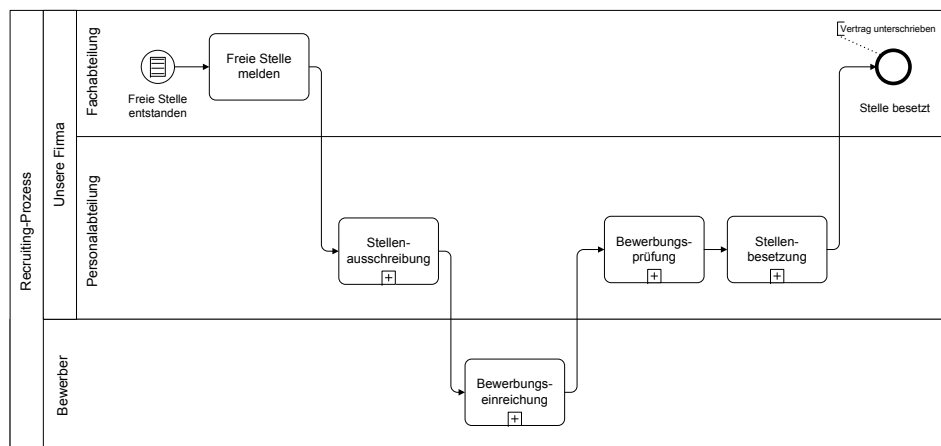 Recruiting-Prozess
Unsere Firma
Fachabteilung
Freie Stelle
entstanden
Freie Stelle
melden
Vertrag unterschrieben
Stelle besetzt
Personalabteilung
Stellen-
ausschreibung
Bewerbungs-
prüfung
Stellen-
besetzung
Bewerber
Bewerbungs-
einreichung